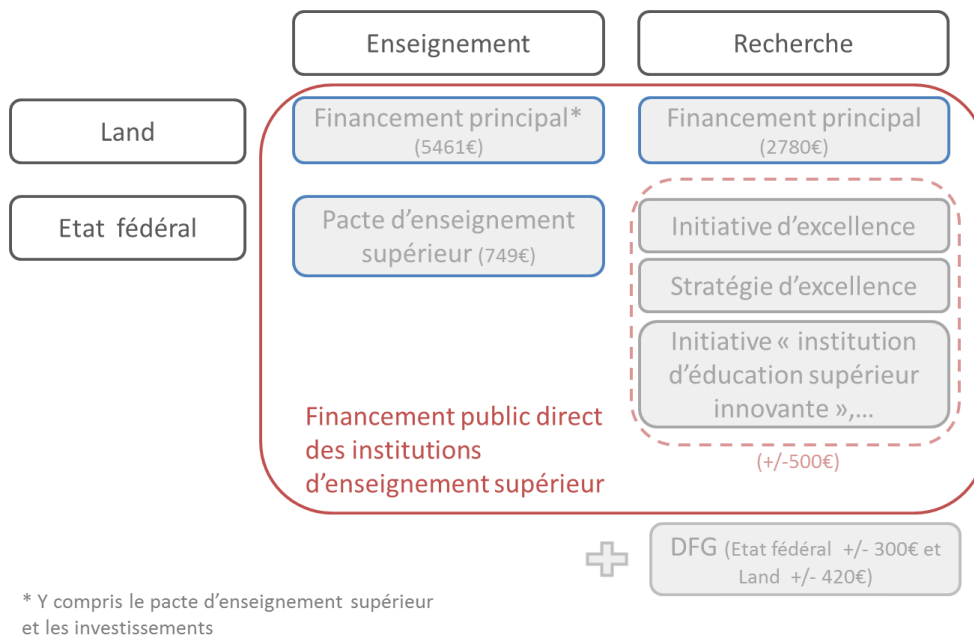 Enseignement
Recherche
Land
Financement principal*
(5461€)
Financement principal
(2780€)
Etat fédéral
Pacte d’enseignement
supérieur (749€)
Initiative d’excellence
Stratégie d’excellence
Initiative « institution
d’éducation supérieur
innovante »,...
Financement public direct
des institutions
d’enseignement supérieur
(+/-500€)
DFG (Etat fédéral +/- 300€ et
Land +/- 420€)
* Y compris le pacte d’enseignement supérieur
et les investissements